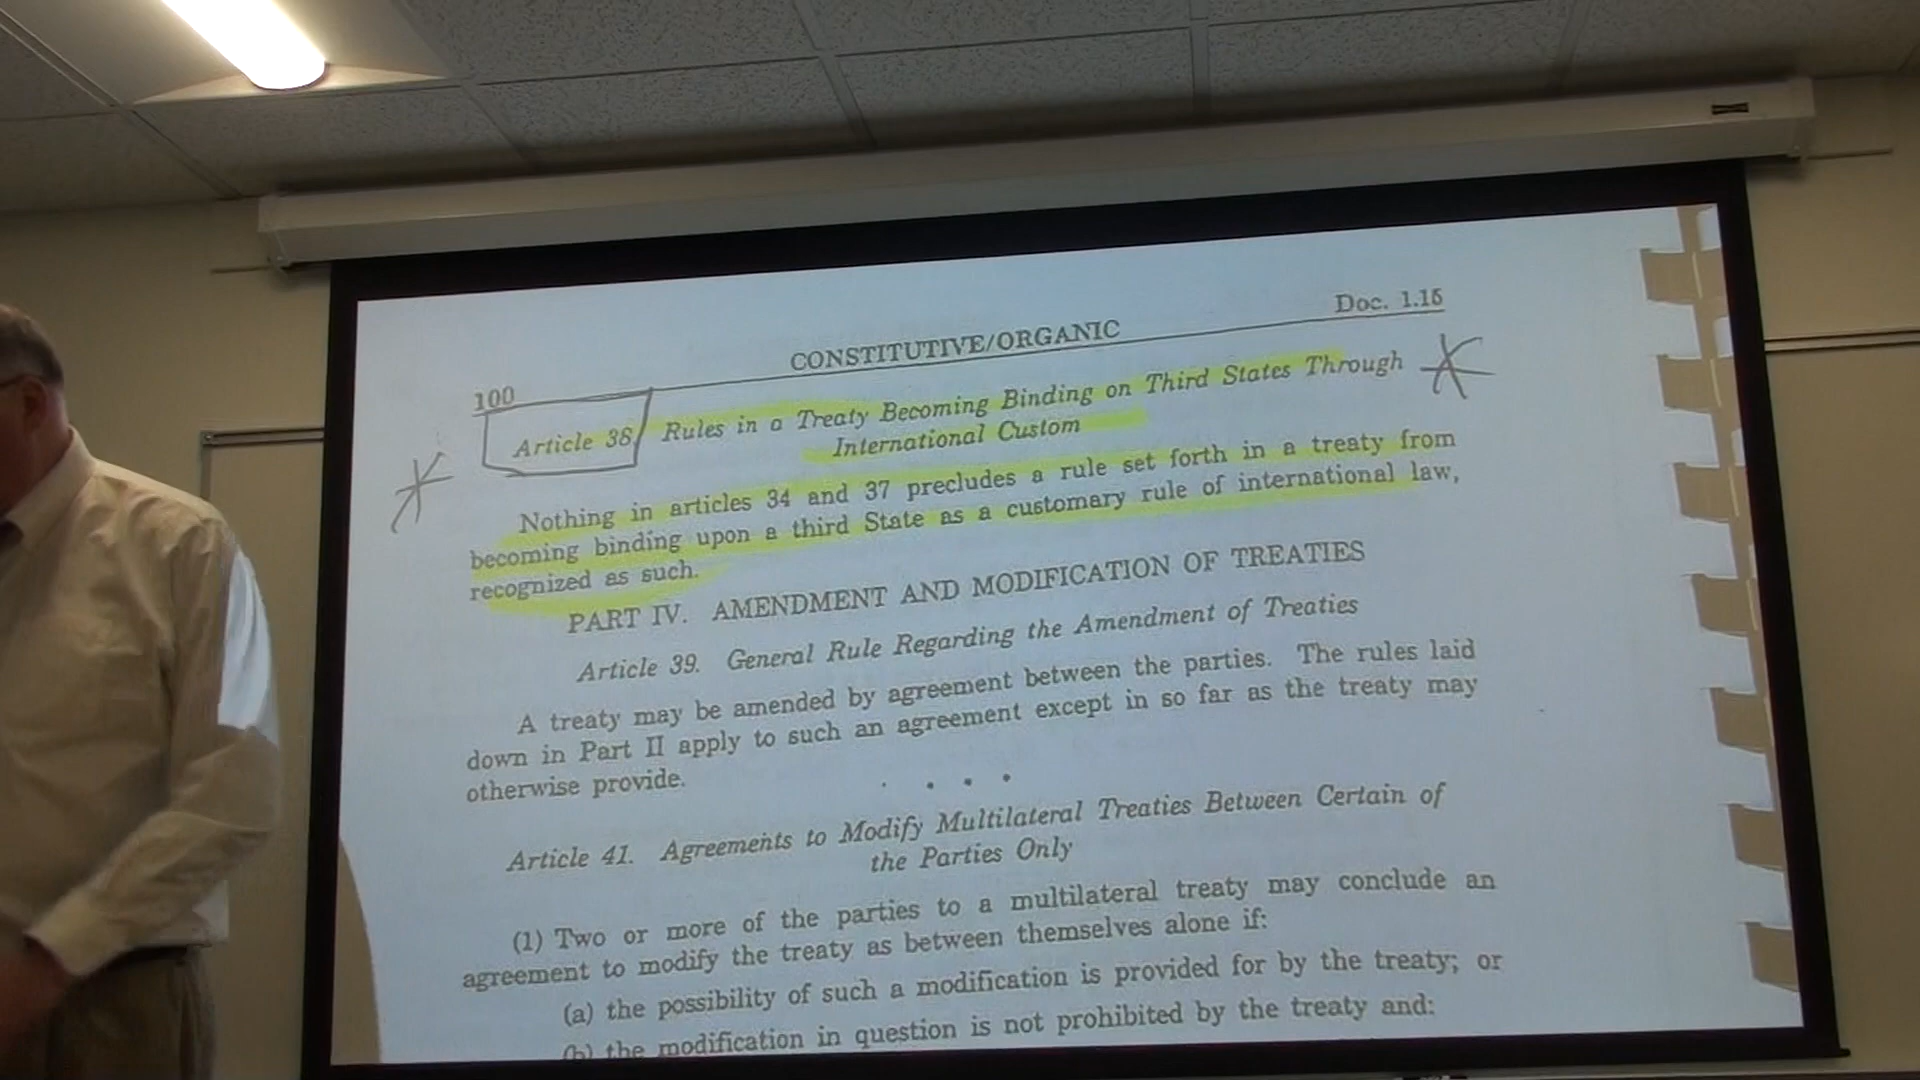 Doc. 1.15
CONSTITUTIVE/ORGANIC
100
Article 38. Rules in a Treaty Becoming Binding on Third States Through
International Custom
Nothing in articles 34 and 37 precludes a rule set forth in a treaty from
becoming binding upon a third State as a customary rule of international law,
recognized as such.
PART IV. AMENDMENT AND MODIFICATION OF TREATIES
Article 39. General Rule Regarding the Amendment of Treaties
A treaty may be amended by agreement between the parties. The rules laid
down in Part II apply to such an agreement except in so far as the treaty may
otherwise provide.
. . . .
Article 41. Agreements to Modify Multilateral Treaties Between Certain of
the Parties Only
(1) Two or more of the parties to a multilateral treaty may conclude an
agreement to modify the treaty as between themselves alone if:
(a) the possibility of such a modification is provided for by the treaty; or
(b) the modification in question is not prohibited by the treaty and: